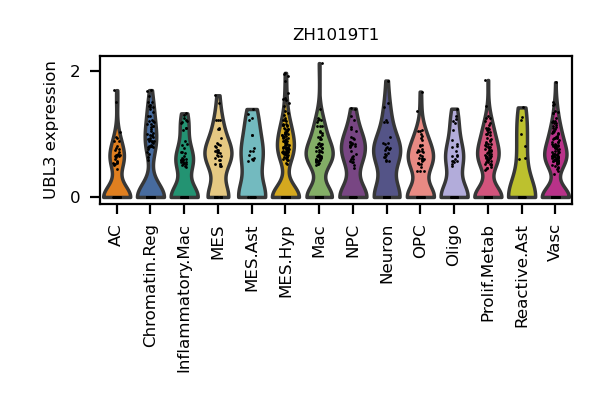 ZH1019T1
UBL3 expression
2
0
AC
Chromatin.Reg
Inflammatory.Mac
MES
MES.Ast
MES.Hyp
Mac
NPC
Neuron
OPC
Oligo
Prolif.Metab
Reactive.Ast
Vasc